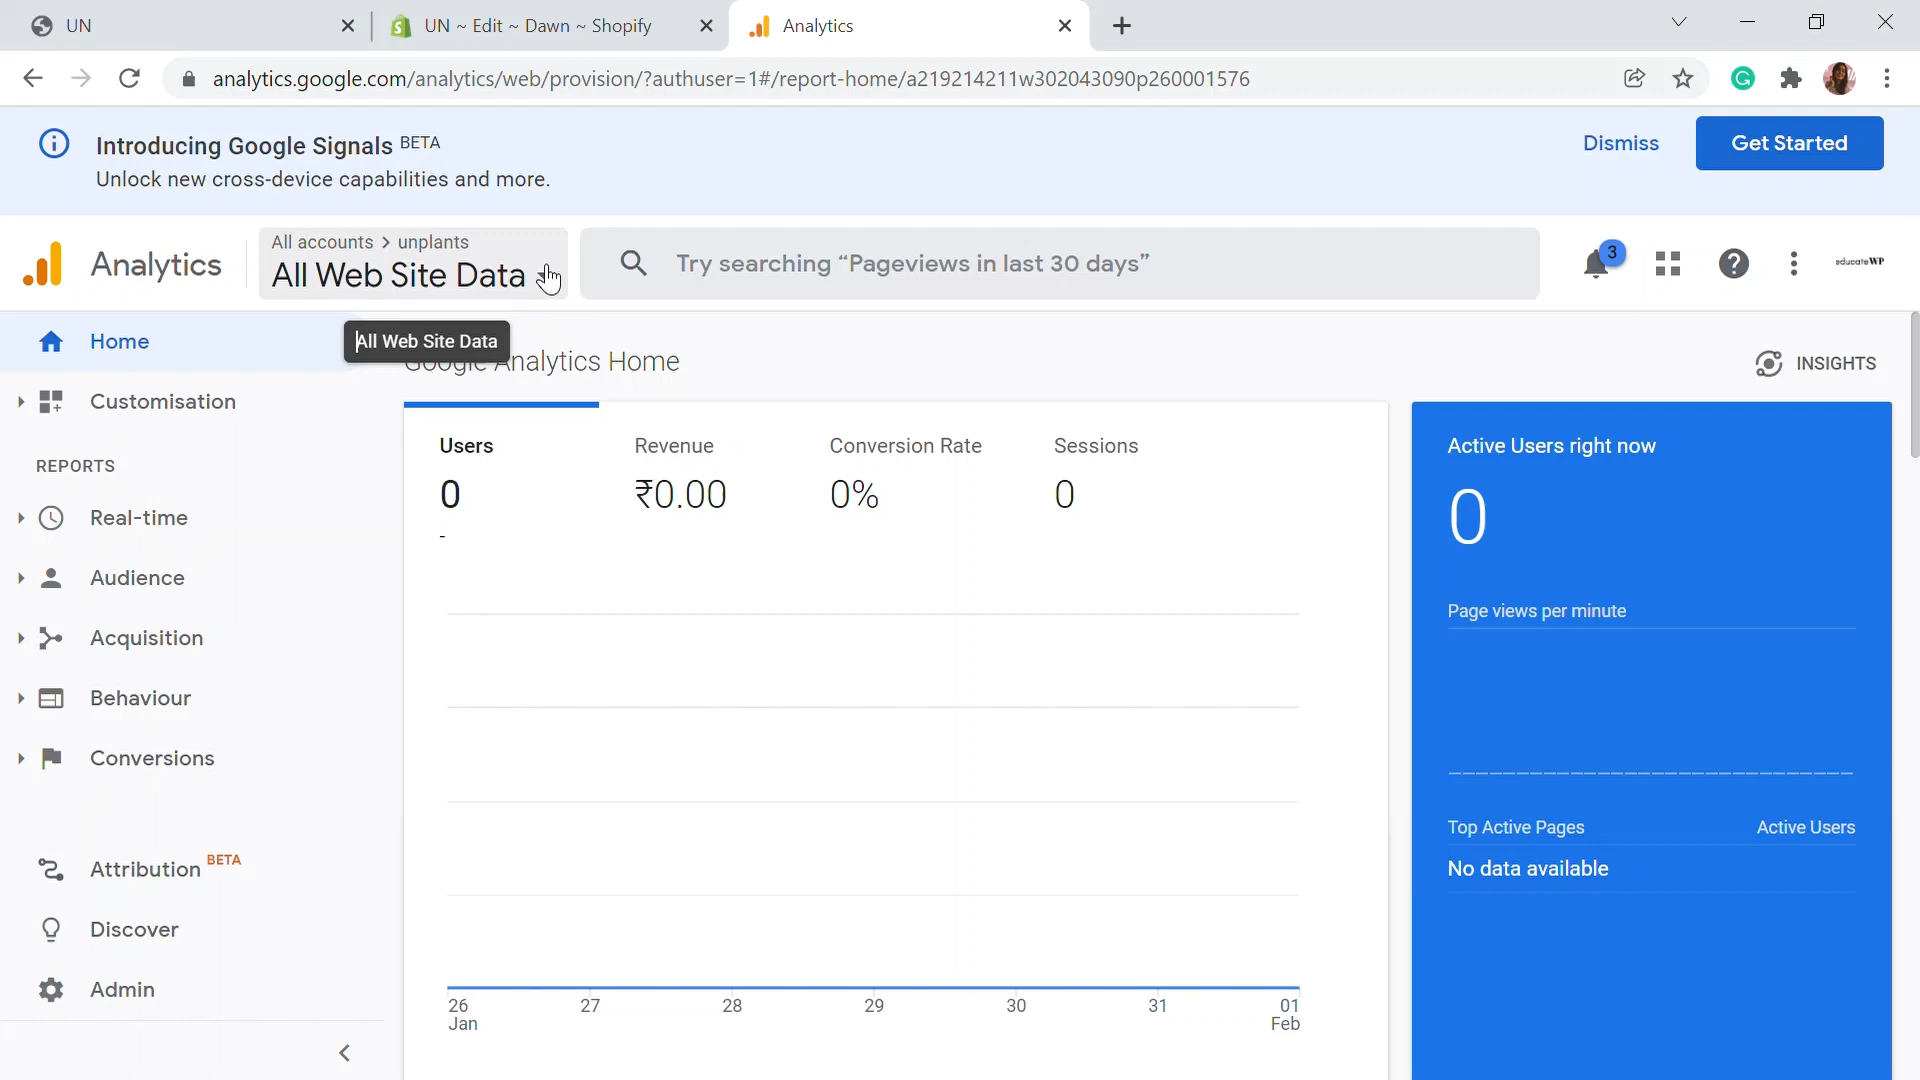 UN
UN ~ Edit ~ Dawn ~ Shopify
Analytics
analytics.google.com/analytics/web/provision/?authuser=1#/report-home/a219214211w302043090p260001576
Introducing Google Signals BETA
Unlock new cross-device capabilities and more.
Dismiss
Get Started
Analytics
All accounts > unplants
All Web Site Data
Try searching “Pageviews in last 30 days”
3
educateWP
All Web Site Data
Home
Customisation
REPORTS
Real-time
Audience
Acquisition
Behaviour
Conversions
Attribution BETA
Discover
Admin
Google Analytics Home
INSIGHTS
Users
0
-
Revenue
₹0.00
Conversion Rate
0%
Sessions
0
26 Jan
27
28
29
30
31
01 Feb
Active Users right now
0
Page views per minute
Top Active Pages
Active Users
No data available